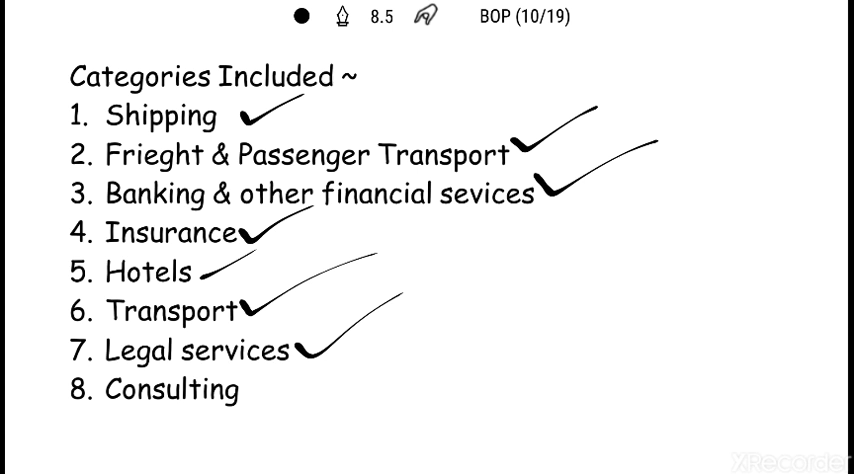 8.5 BOP (10/19)
Categories Included ~
1. Shipping
2. Frieght & Passenger Transport
3. Banking & other financial sevices
4. Insurance
5. Hotels
6. Transport
7. Legal services
8. Consulting
XRecorder